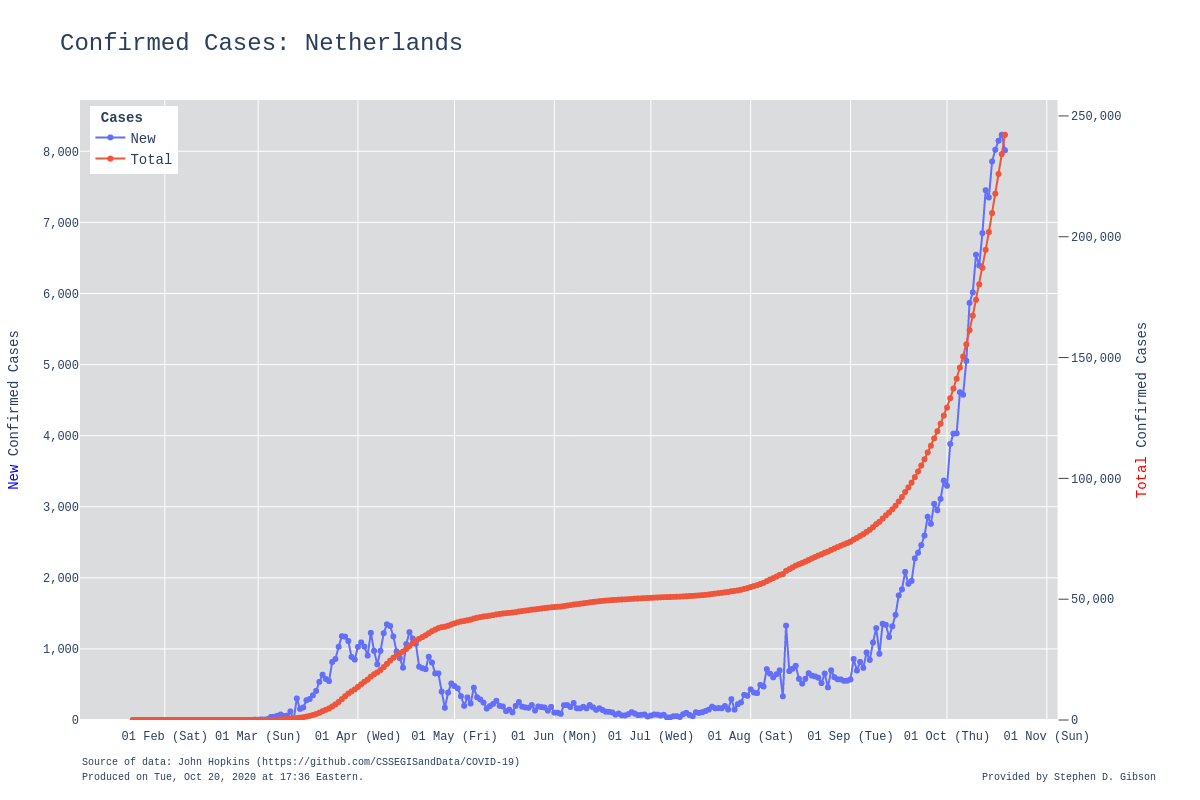 Confirmed Cases: Netherlands
Cases
New
Total
8,000
7,000
6,000
5,000
4,000
3,000
2,000
1,000
0
250,000
200,000
150,000
100,000
50,000
0
New Confirmed Cases
Total Confirmed Cases
01 Feb (Sat)
01 Mar (Sun)
01 Apr (Wed)
01 May (Fri)
01 Jun (Mon)
01 Jul (Wed)
01 Aug (Sat)
01 Sep (Tue)
01 Oct (Thu)
01 Nov (Sun)
Source of data: John Hopkins (https://github.com/CSSEGISandData/COVID-19)
Produced on Tue, Oct 20, 2020 at 17:36 Eastern.
Provided by Stephen D. Gibson